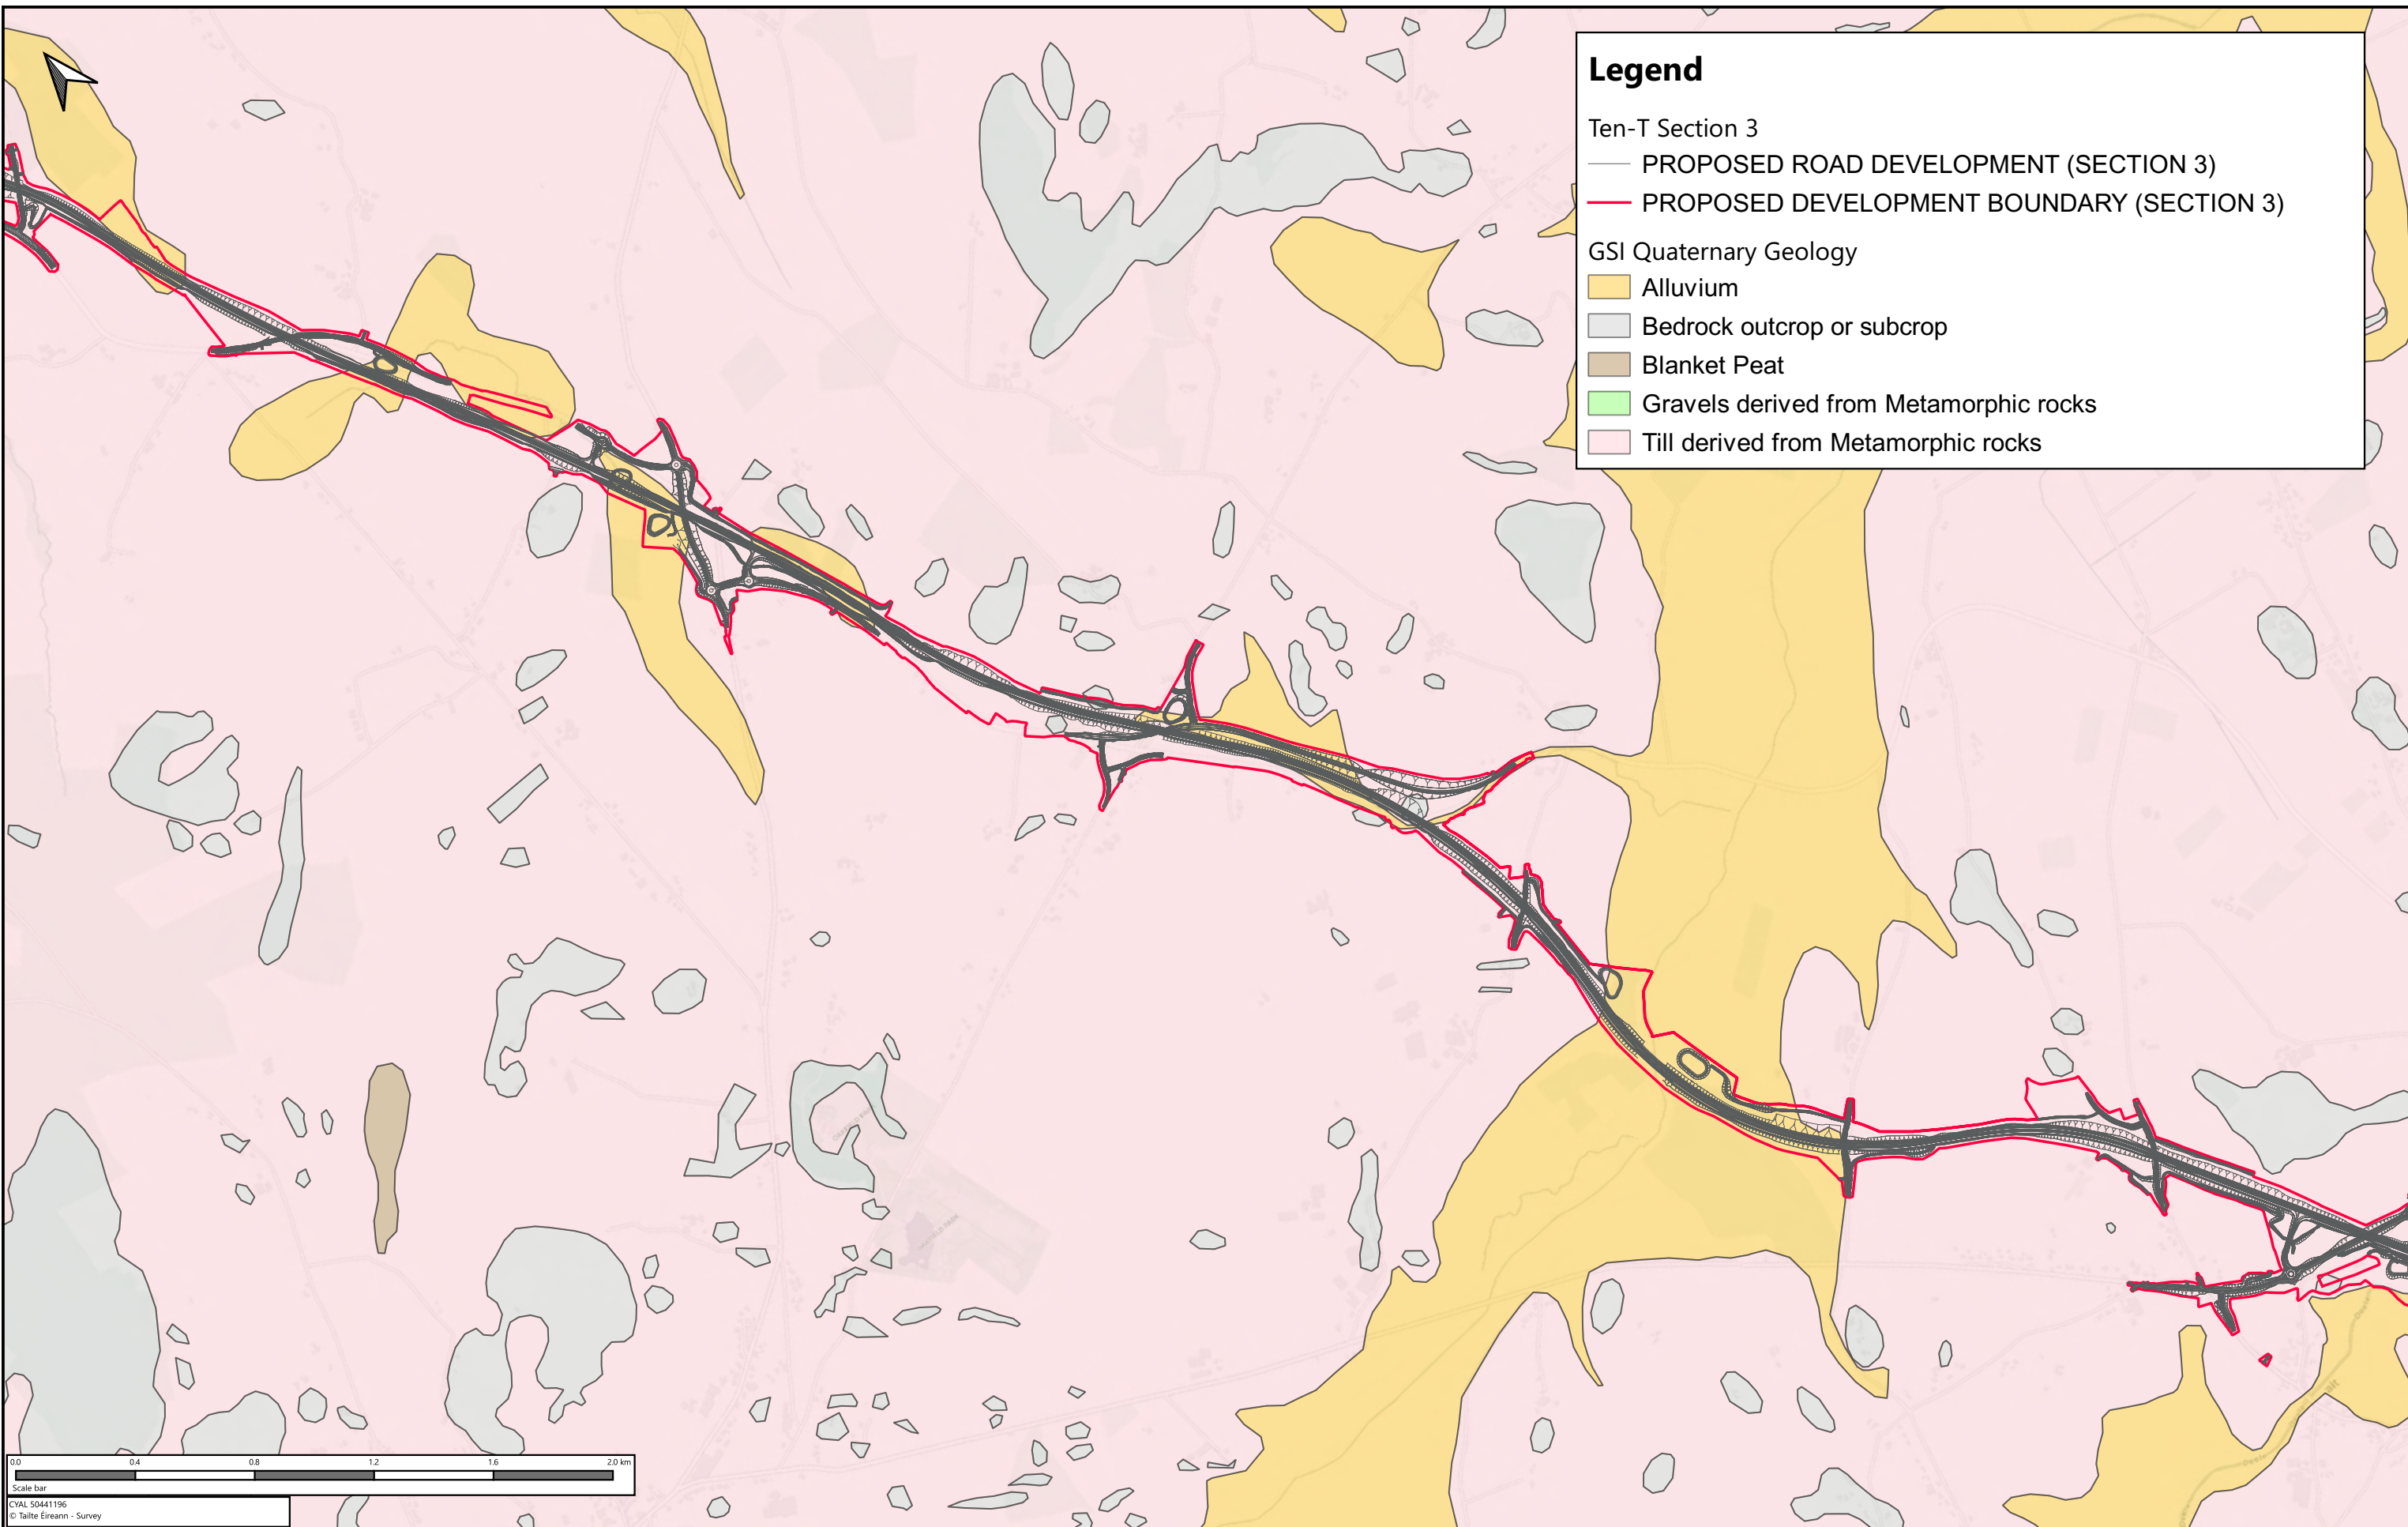 Legend
Ten-T Section 3
PROPOSED ROAD DEVELOPMENT (SECTION 3)
PROPOSED DEVELOPMENT BOUNDARY (SECTION 3)
GSI Quaternary Geology
Alluvium
Bedrock outcrop or subcrop
Blanket Peat
Gravels derived from Metamorphic rocks
Till derived from Metamorphic rocks
0.0 0.4 0.8 1.2 1.6 2.0 km
Scale bar
CYAL 50441196
© Tailte Éireann - Survey